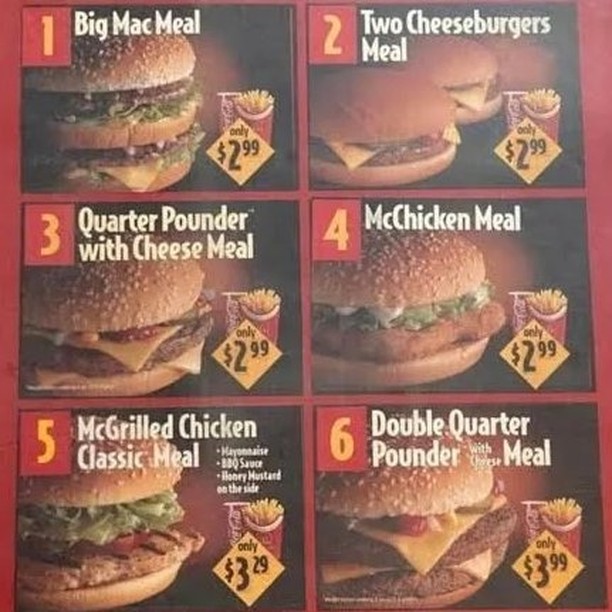 1
Big Mac Meal
only
$2.99
2
Two Cheeseburgers
Meal
only
$2.99
3
Quarter Pounder
with Cheese Meal
only
$2.99
4
McChicken Meal
only
$2.99
5
McGrilled Chicken
Classic Meal
• Mayonnaise
• BBQ Sauce
• Honey Mustard
on the side
only
$3.29
6
Double Quarter
Pounder with Cheese Meal
only
$3.99